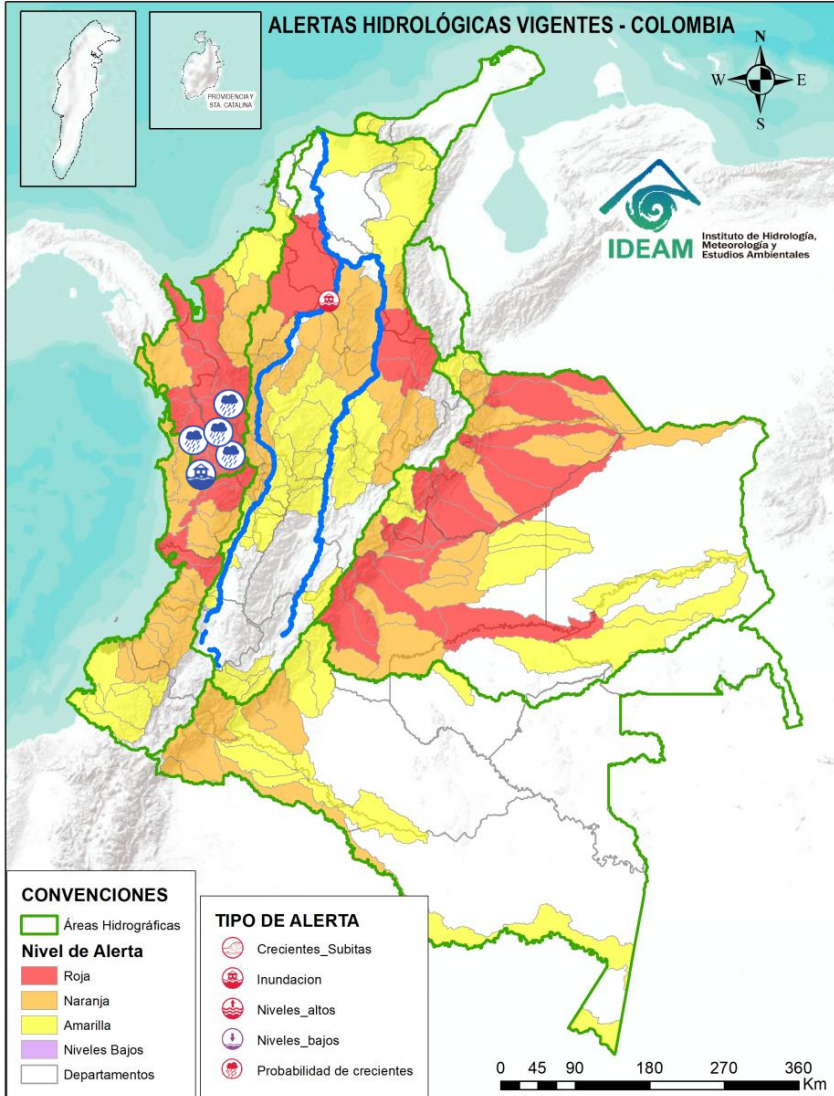 ALERTAS HIDROLÓGICAS VIGENTES - COLOMBIA
PROVIDENCIA Y
STA. CATALINA
N
W
E
S
IDEAM
Instituto de Hidrología,
Meteorología y
Estudios Ambientales
CONVENCIONES
Áreas Hidrográficas
Nivel de Alerta
Roja
Naranja
Amarilla
Niveles Bajos
Departamentos
TIPO DE ALERTA
Crecientes_Subitas
Inundacion
Niveles_altos
Niveles_bajos
Probabilidad de crecientes
0 45 90 180 270 360
Km